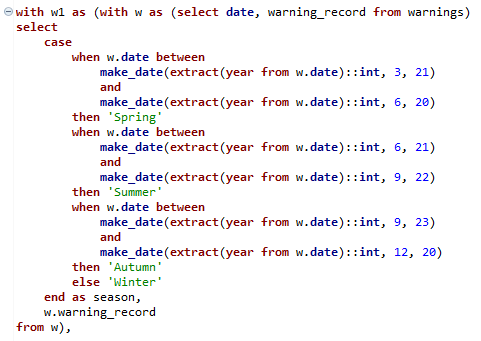 with w1 as (with w as (select date, warning_record from warnings)
select
    case
        when w.date between
            make_date(extract(year from w.date)::int, 3, 21)
            and
            make_date(extract(year from w.date)::int, 6, 20)
        then 'Spring'
        when w.date between
            make_date(extract(year from w.date)::int, 6, 21)
            and
            make_date(extract(year from w.date)::int, 9, 22)
        then 'Summer'
        when w.date between
            make_date(extract(year from w.date)::int, 9, 23)
            and
            make_date(extract(year from w.date)::int, 12, 20)
        then 'Autumn'
        else 'Winter'
    end as season,
    w.warning_record
from w),